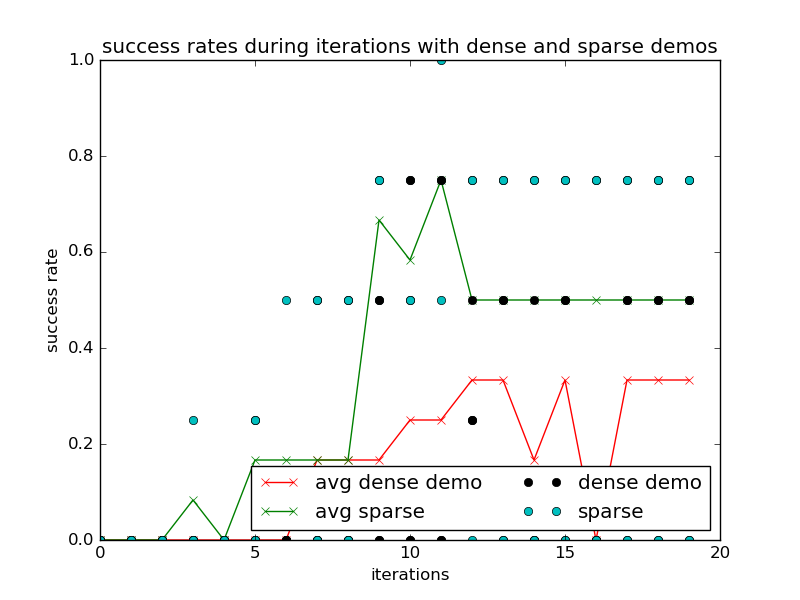 success rates during iterations with dense and sparse demos
1.0
0.8
0.6
0.4
0.2
0.0
success rate
avg dense demo
dense demo
avg sparse
sparse
0 5 10 15 20
iterations